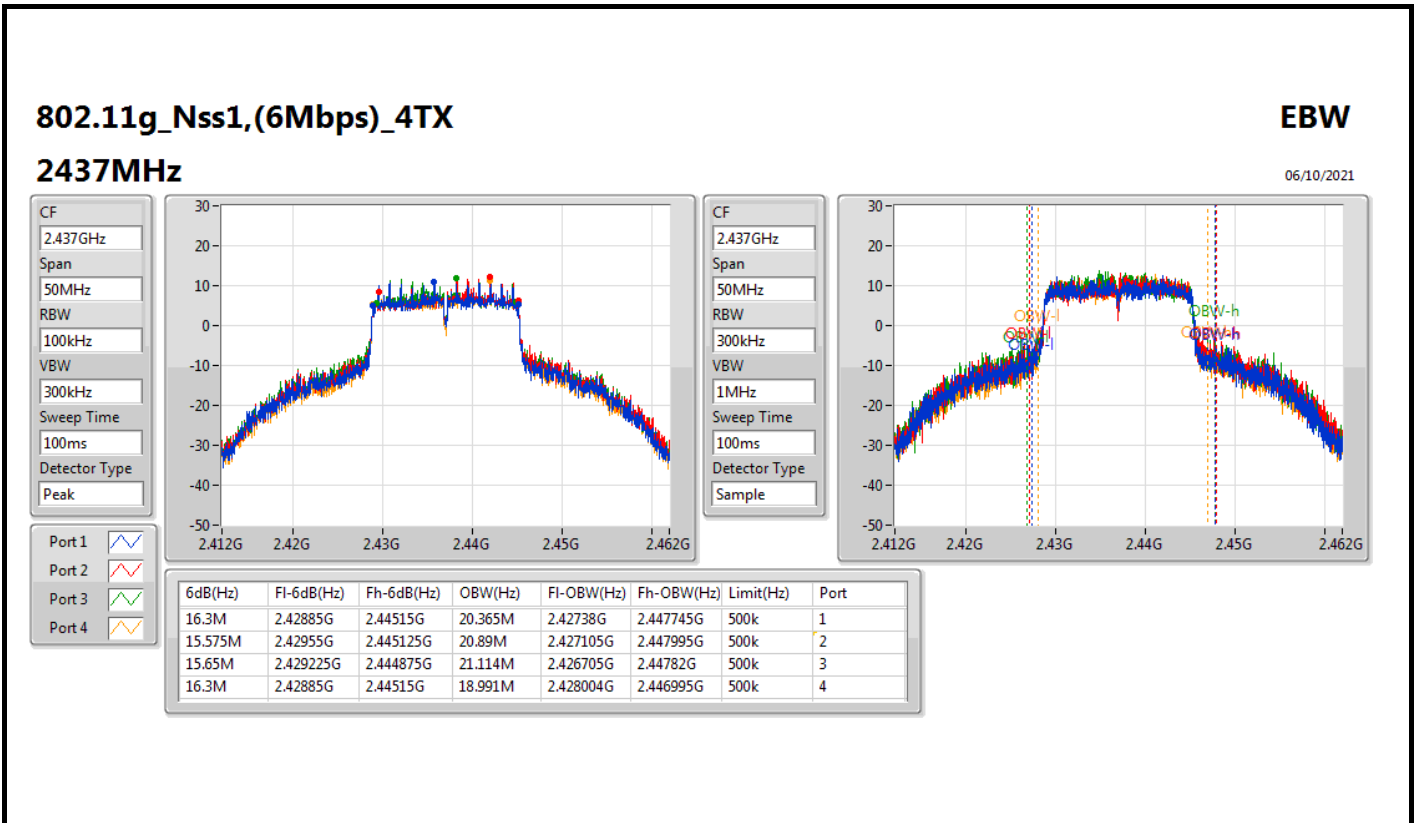 802.11g_Nss1,(6Mbps)_4TX
EBW
2437MHz
06/10/2021
CF
2.437GHz
Span
50MHz
RBW
100kHz
VBW
300kHz
Sweep Time
100ms
Detector Type
Peak
30
20
10
0
-10
-20
-30
-40
-50
2.412G 2.42G 2.43G 2.44G 2.45G 2.462G
CF
2.437GHz
Span
50MHz
RBW
300kHz
VBW
1MHz
Sweep Time
100ms
Detector Type
Sample
30
20
10
0
-10
-20
-30
-40
-50
OBW-l
OBW-h
OBW-l
OBW-h
2.412G 2.42G 2.43G 2.44G 2.45G 2.462G
Port 1
Port 2
Port 3
Port 4
6dB(Hz) Fl-6dB(Hz) Fh-6dB(Hz) OBW(Hz) Fl-OBW(Hz) Fh-OBW(Hz) Limit(Hz) Port
16.3M 2.42885G 2.44515G 20.365M 2.42738G 2.447745G 500k 1
15.575M 2.42955G 2.445125G 20.89M 2.427105G 2.447995G 500k 2
15.65M 2.429225G 2.444875G 21.114M 2.426705G 2.44782G 500k 3
16.3M 2.42885G 2.44515G 18.991M 2.428004G 2.446995G 500k 4